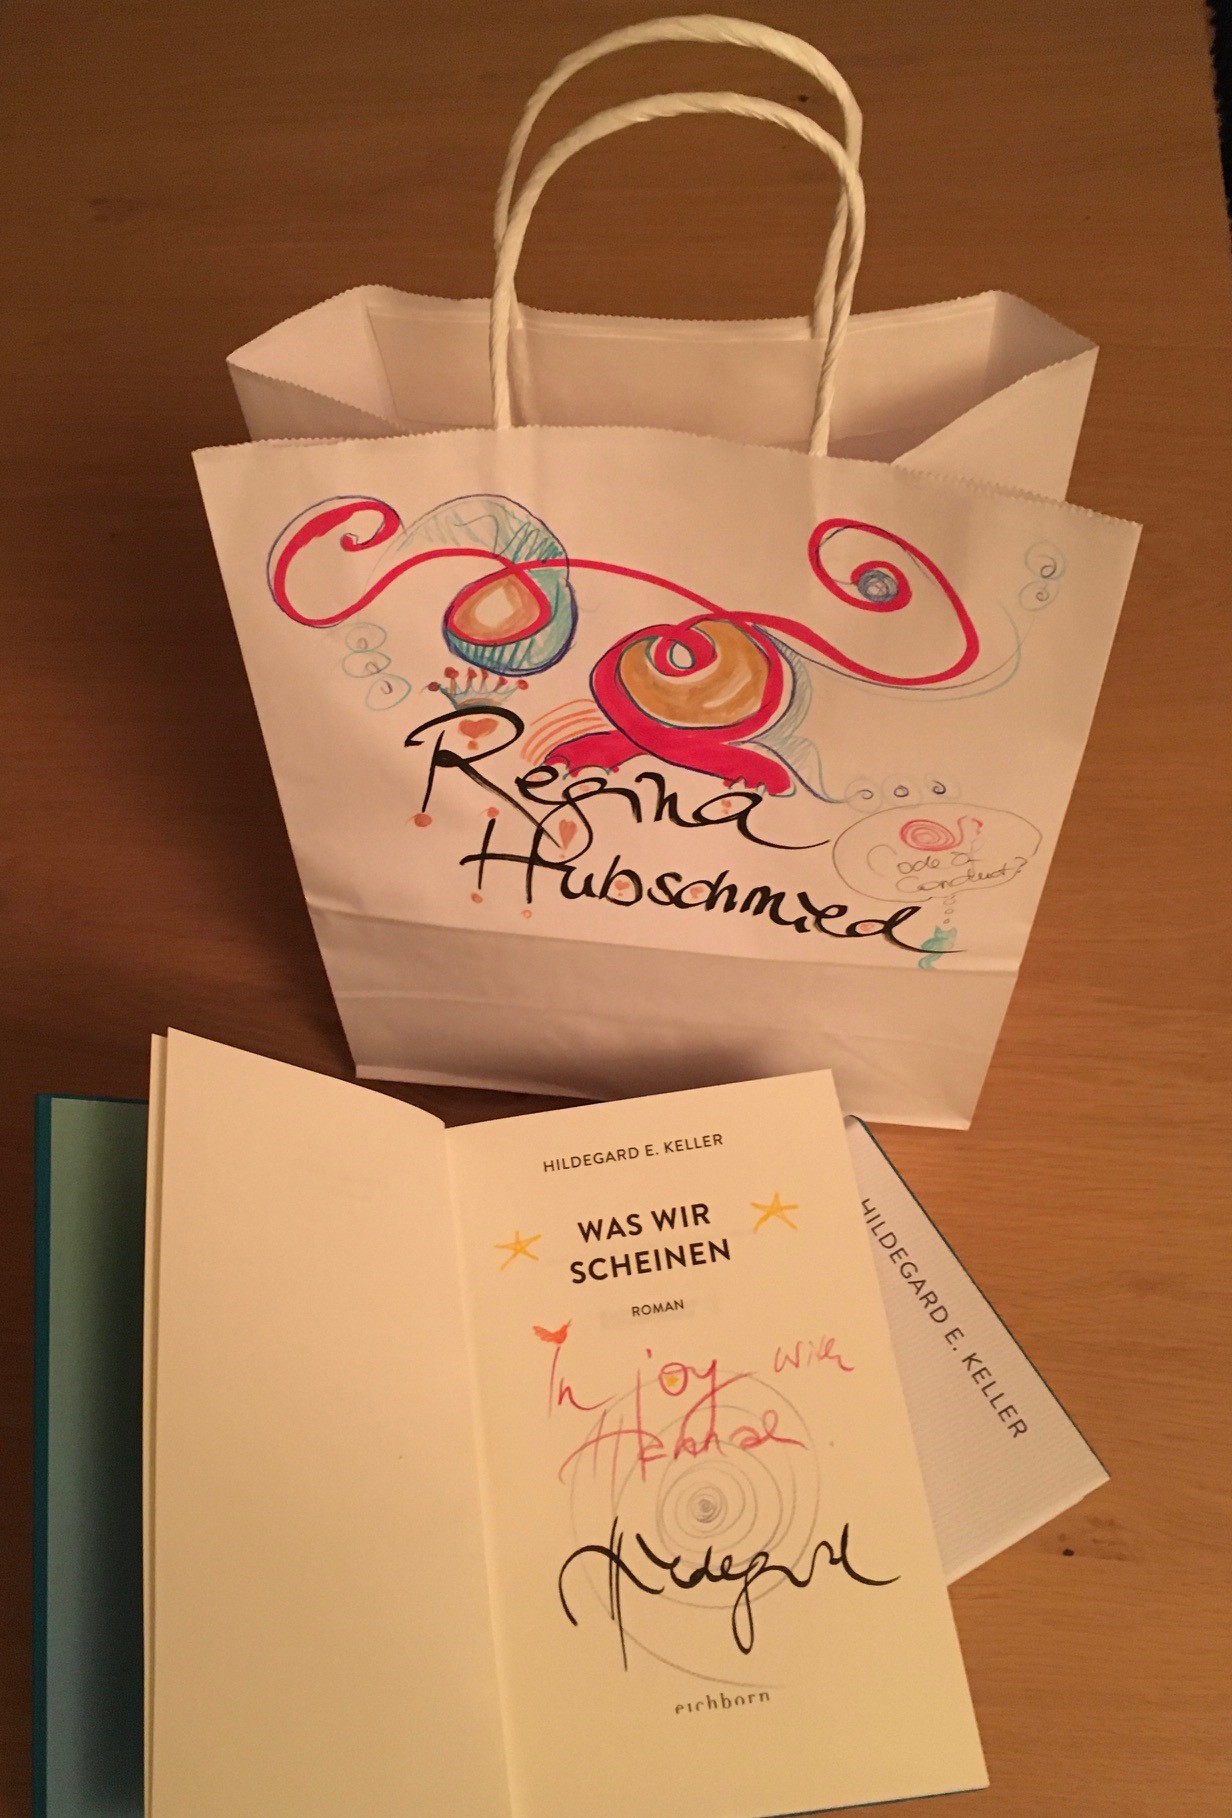 Regina
Hubschmied
Code of
Conduct?
HILDEGARD E. KELLER
WAS WIR
SCHEINEN
ROMAN
In joy with
Hannah
Hildegard
eichborn
HILDEGARD E. KELLER